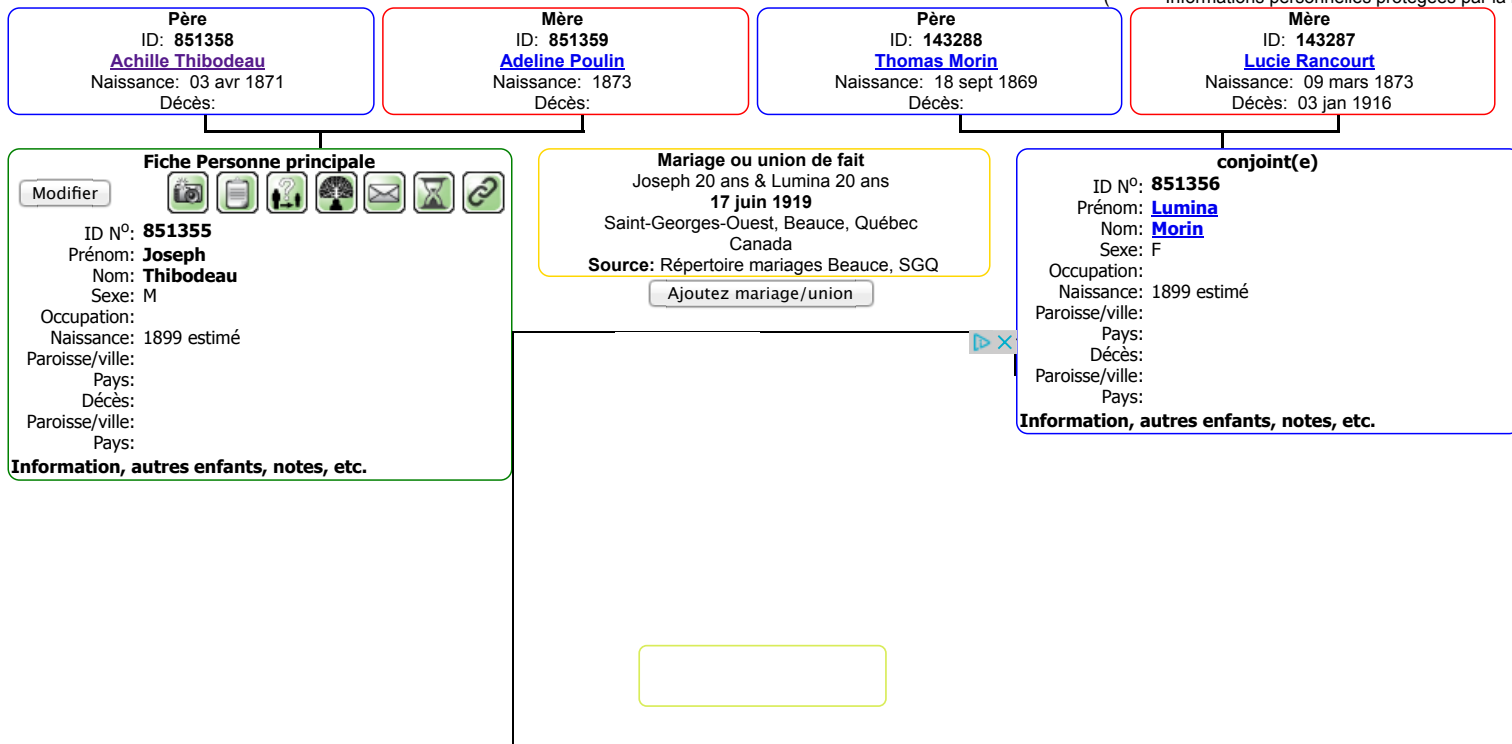 Informations personnelles protégées par la
Père
ID: 851358
Achille Thibodeau
Naissance: 03 avr 1871
Décès:
Mère
ID: 851359
Adeline Poulin
Naissance: 1873
Décès:
Père
ID: 143288
Thomas Morin
Naissance: 18 sept 1869
Décès:
Mère
ID: 143287
Lucie Rancourt
Naissance: 09 mars 1873
Décès: 03 jan 1916
Fiche Personne principale
Modifier
ID Nº: 851355
Prénom: Joseph
Nom: Thibodeau
Sexe: M
Occupation:
Naissance: 1899 estimé
Paroisse/ville:
Pays:
Décès:
Paroisse/ville:
Pays:
Information, autres enfants, notes, etc.
Mariage ou union de fait
Joseph 20 ans & Lumina 20 ans
17 juin 1919
Saint-Georges-Ouest, Beauce, Québec
Canada
Source: Répertoire mariages Beauce, SGQ
Ajoutez mariage/union
conjoint(e)
ID Nº: 851356
Prénom: Lumina
Nom: Morin
Sexe: F
Occupation:
Naissance: 1899 estimé
Paroisse/ville:
Pays:
Décès:
Paroisse/ville:
Pays:
Information, autres enfants, notes, etc.